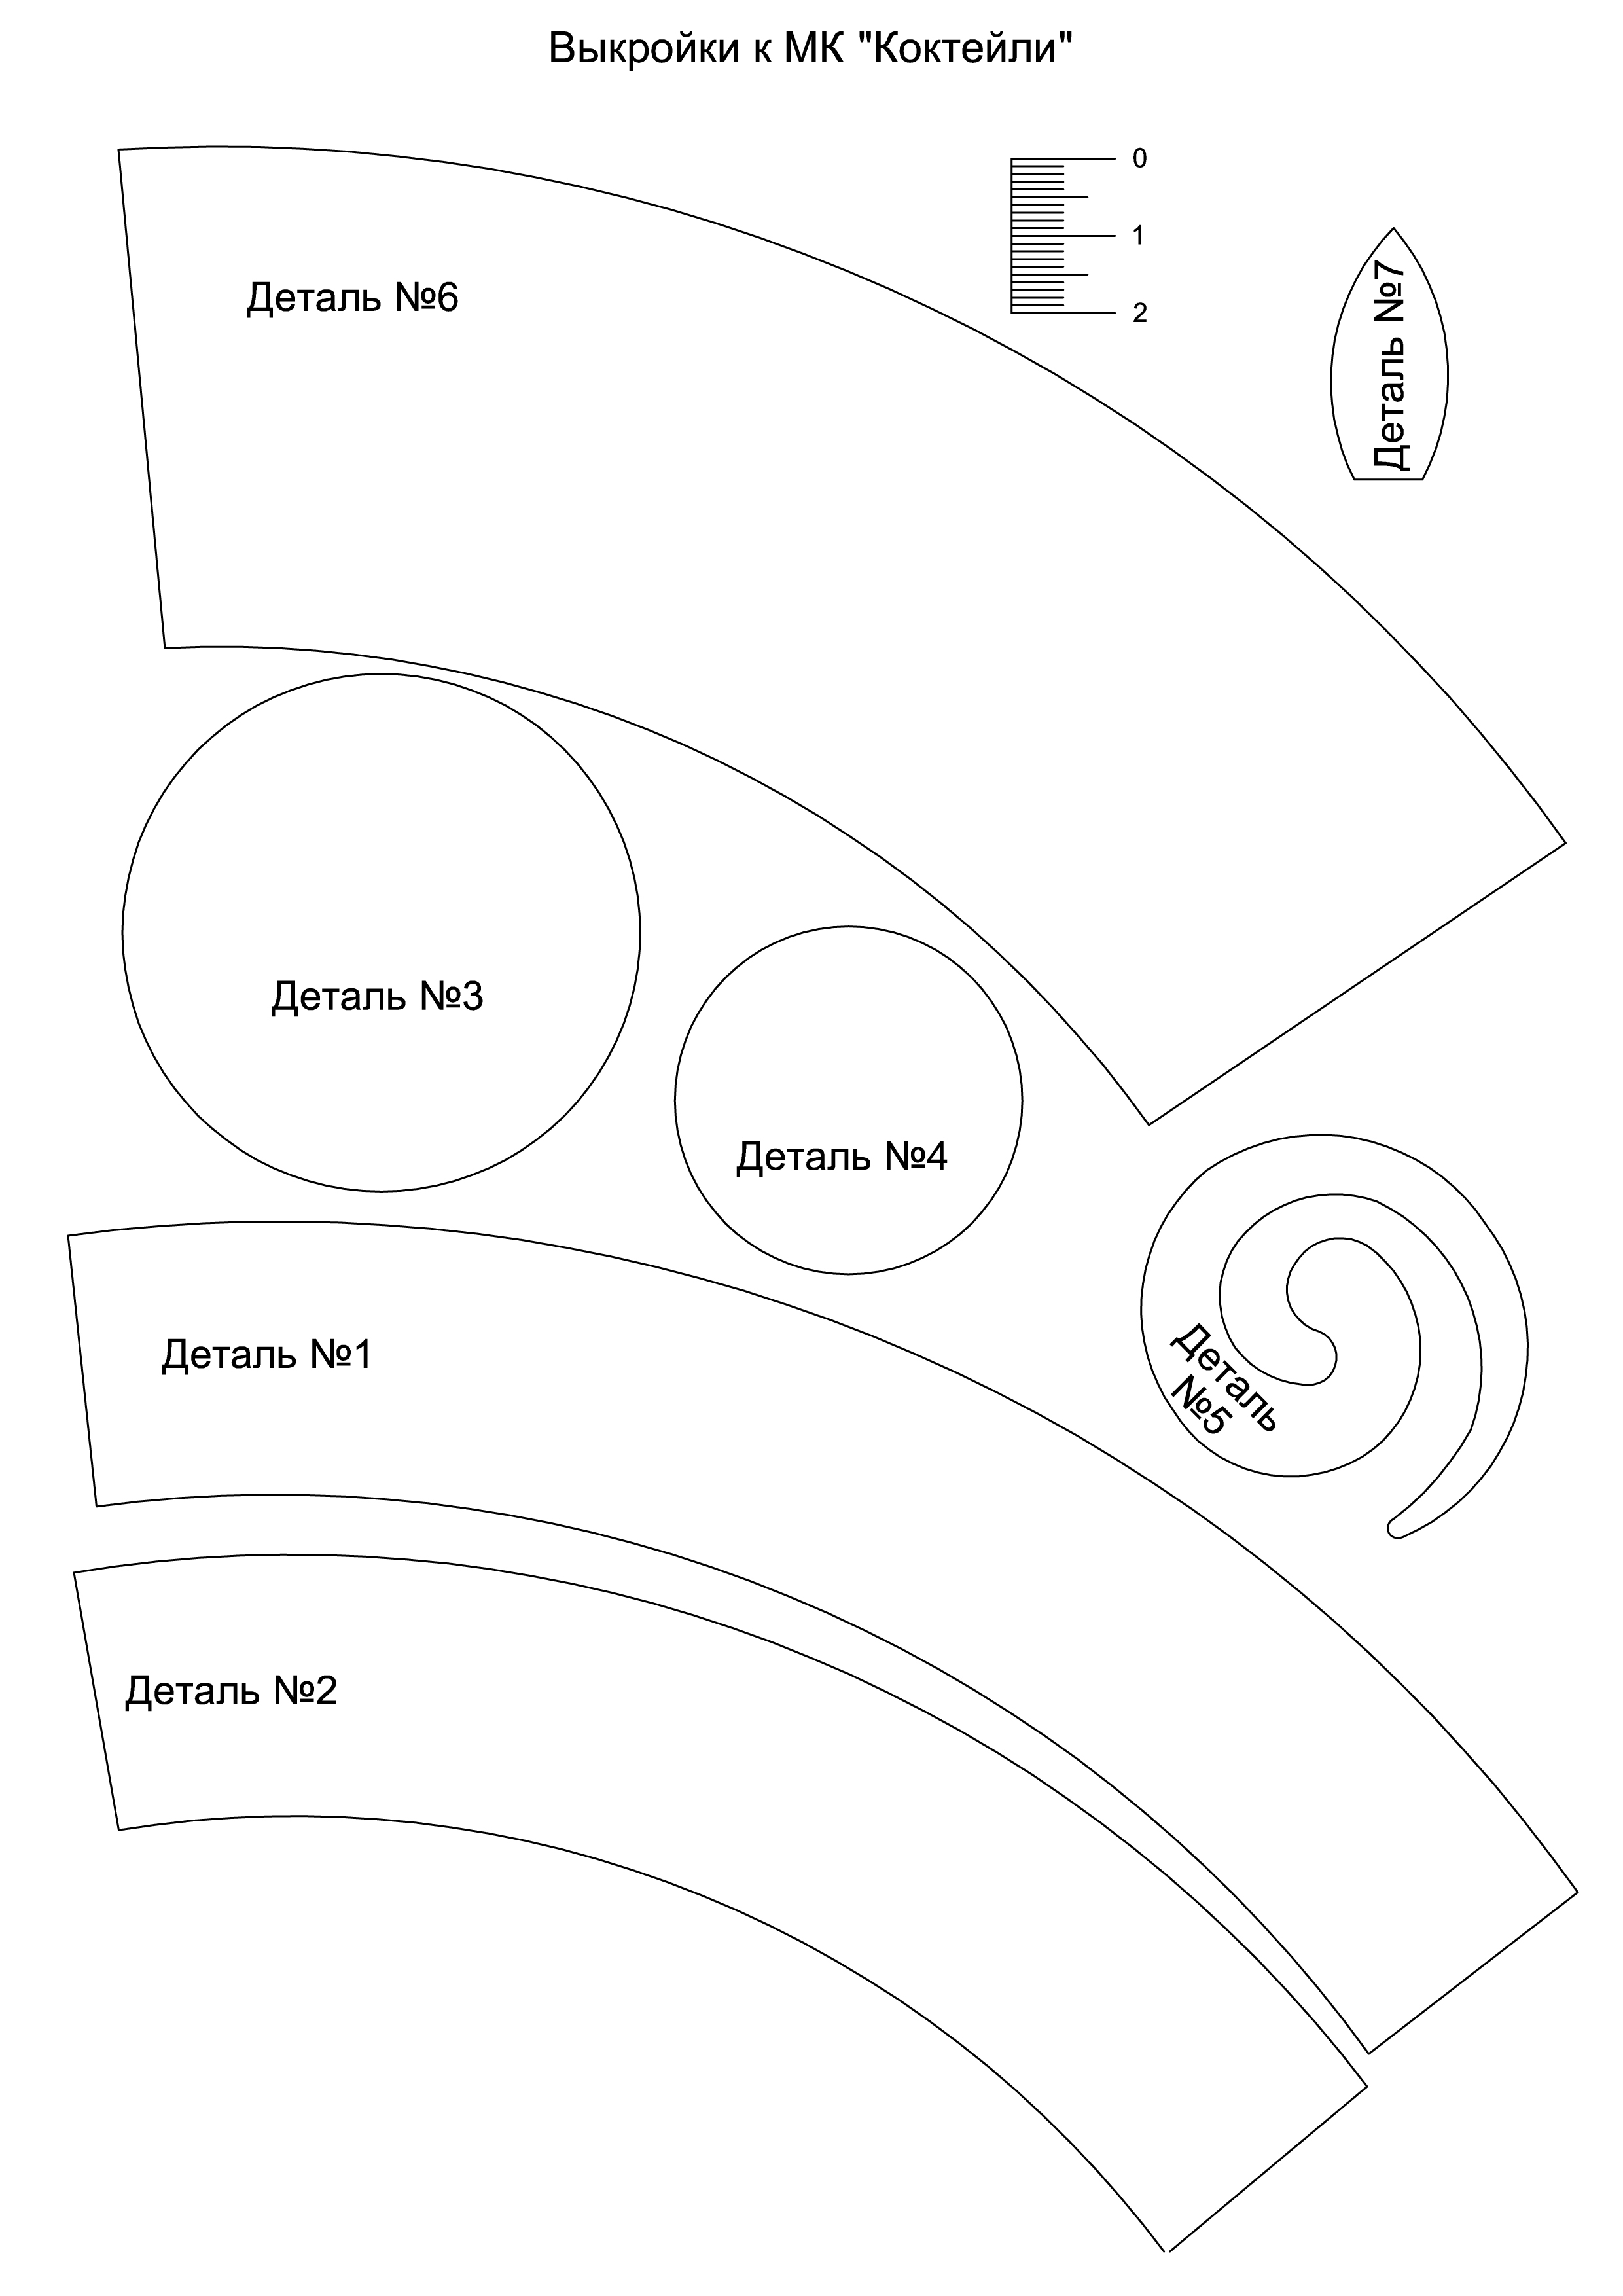 Выкройки к МК "Коктейли"
0
1
2
Деталь №6
Деталь №7
Деталь №3
Деталь №4
Деталь №1
Деталь
№5
Деталь №2